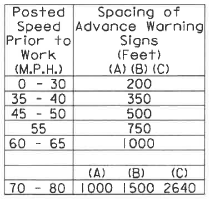 Posted Spacing of
Speed Advance Warning
Prior to Signs
Work (Feet)
(M.P.H.) (A) (B) (C)
0 - 30 200
35 - 40 350
45 - 50 500
55 750
60 - 65 1000
(A) (B) (C)
70 - 80 1000 1500 2640